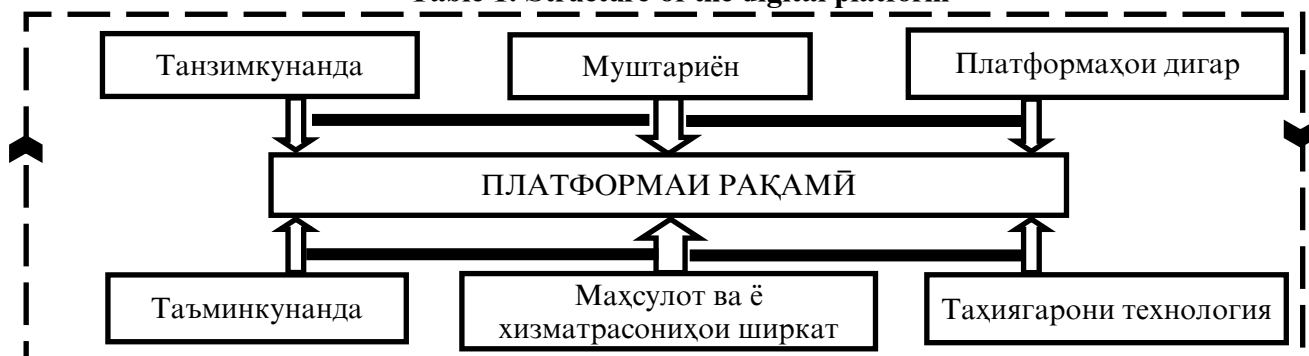 Table 1. Structure of the digital platform
Танзимкунанда
Муштариён
Платформаҳои дигар
ПЛАТФОРМАИ РАҚАМӢ
Таъминкунанда
Маҳсулот ва ё
хизматрасониҳои ширкат
Таҳиягарони технология